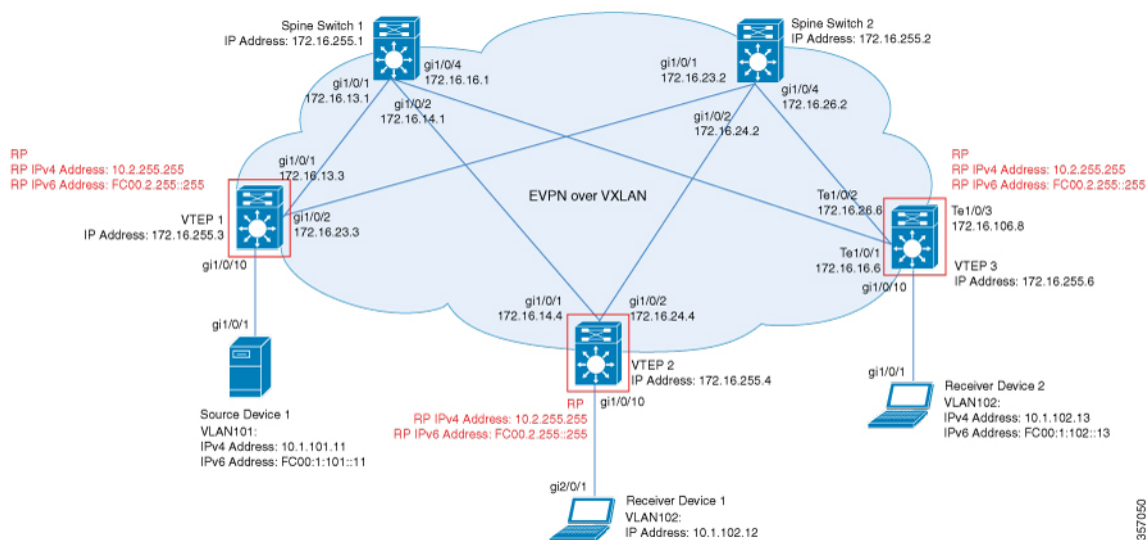 Spine Switch 1
IP Address: 172.16.255.1
gi1/0/4
172.16.16.1
gi1/0/1
172.16.13.1
gi1/0/2
172.16.14.1
Spine Switch 2
IP Address: 172.16.255.2
gi1/0/1
172.16.23.2
gi1/0/4
172.16.26.2
gi1/0/2
172.16.24.2
RP
RP IPv4 Address: 10.2.255.255
RP IPv6 Address: FC00.2.255::255
gi1/0/1
172.16.13.3
VTEP 1
IP Address: 172.16.255.3
gi1/0/2
172.16.23.3
gi1/0/10
EVPN over VXLAN
RP
RP IPv4 Address: 10.2.255.255
RP IPv6 Address: FC00.2.255::255
Te1/0/2
172.16.26.6
Te1/0/3
172.16.106.8
Te1/0/1
172.16.16.6
VTEP 3
IP Address: 172.16.255.6
gi1/0/10
gi1/0/1
172.16.14.4
gi1/0/2
172.16.24.4
VTEP 2
IP Address: 172.16.255.4
gi1/0/10
RP
RP IPv4 Address: 10.2.255.255
RP IPv6 Address: FC00.2.255::255
gi1/0/1
Source Device 1
VLAN101:
IPv4 Address: 10.1.101.11
IPv6 Address: FC00:1:101::11
gi2/0/1
Receiver Device 1
VLAN102:
IP Address: 10.1.102.12
gi1/0/1
Receiver Device 2
VLAN102:
IPv4 Address: 10.1.102.13
IPv6 Address: FC00:1:102::13
357050